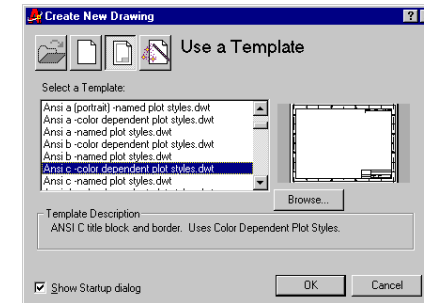 Create New Drawing
Use a Template
Select a Template:
Ansi a (portrait) -named plot styles.dwt
Ansi a -color dependent plot styles.dwt
Ansi a -named plot styles.dwt
Ansi b -color dependent plot styles.dwt
Ansi b -named plot styles.dwt
Ansi c -color dependent plot styles.dwt
Ansi c -named plot styles.dwt
Browse...
Template Description
ANSI C title block and border. Uses Color Dependent Plot Styles.
Show Startup dialog
OK
Cancel